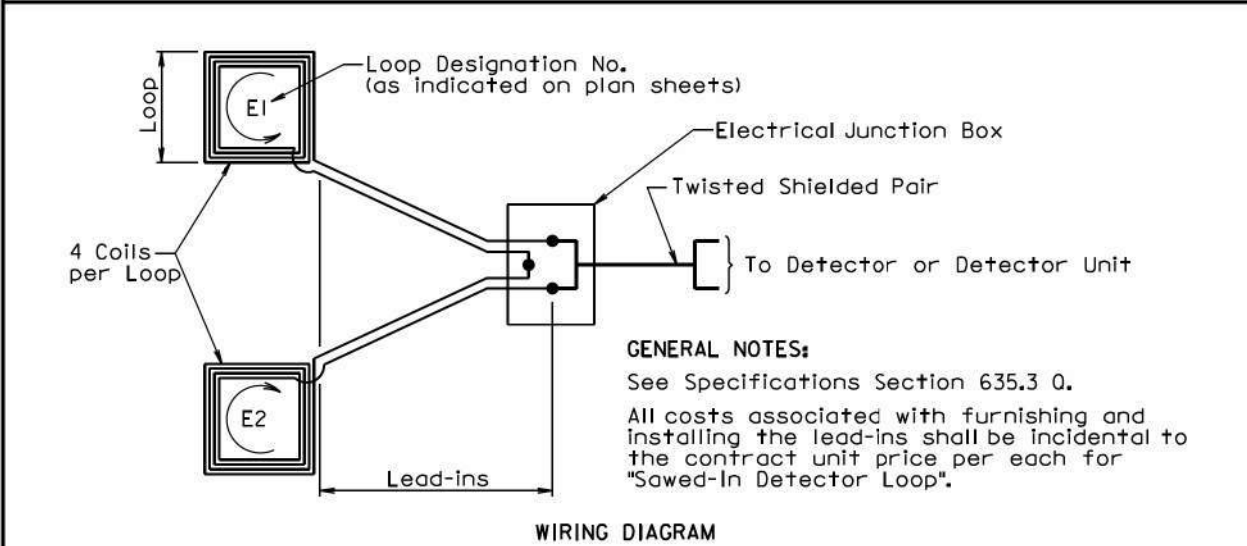 Loop
E1
Loop Designation No.
(as indicated on plan sheets)
Electrical Junction Box
Twisted Shielded Pair
4 Coils
per Loop
To Detector or Detector Unit
E2
Lead-ins
GENERAL NOTES:
See Specifications Section 635.3 Q.
All costs associated with furnishing and
installing the lead-ins shall be incidental to
the contract unit price per each for
"Sawed-In Detector Loop".
WIRING DIAGRAM